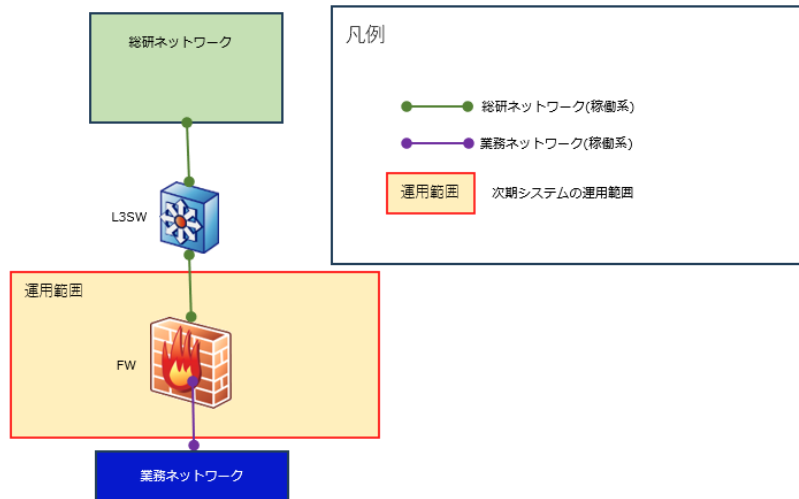 総研ネットワーク
凡例
総研ネットワーク(稼働系)
業務ネットワーク(稼働系)
運用範囲
次期システムの運用範囲
L3SW
運用範囲
FW
業務ネットワーク